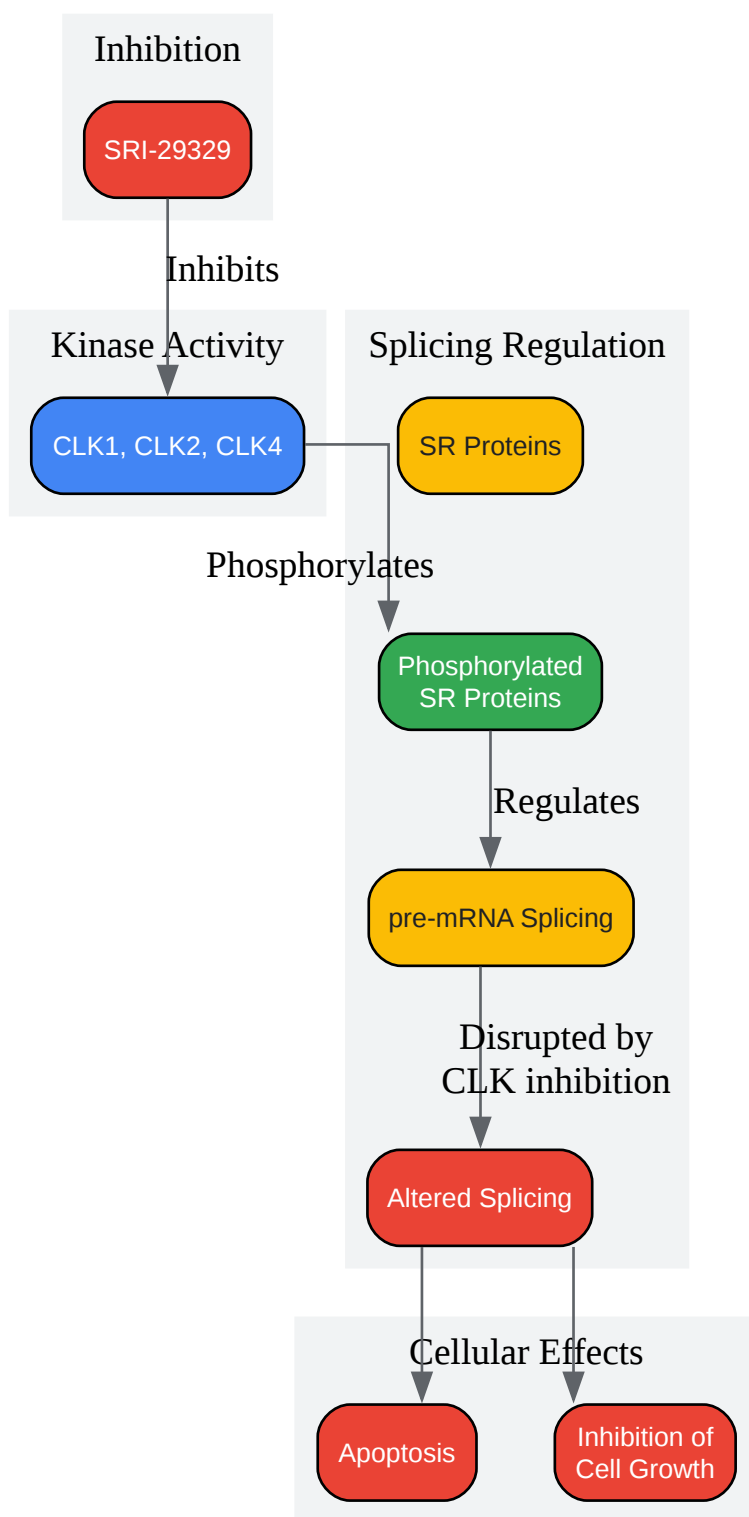 Inhibition
SRI-29329
Inhibits
Kinase Activity
Splicing Regulation
CLK1, CLK2, CLK4
SR Proteins
Phosphorylates
Phosphorylated
SR Proteins
Regulates
pre-mRNA Splicing
Disrupted by
CLK inhibition
Altered Splicing
Cellular Effects
Apoptosis
Inhibition of
Cell Growth